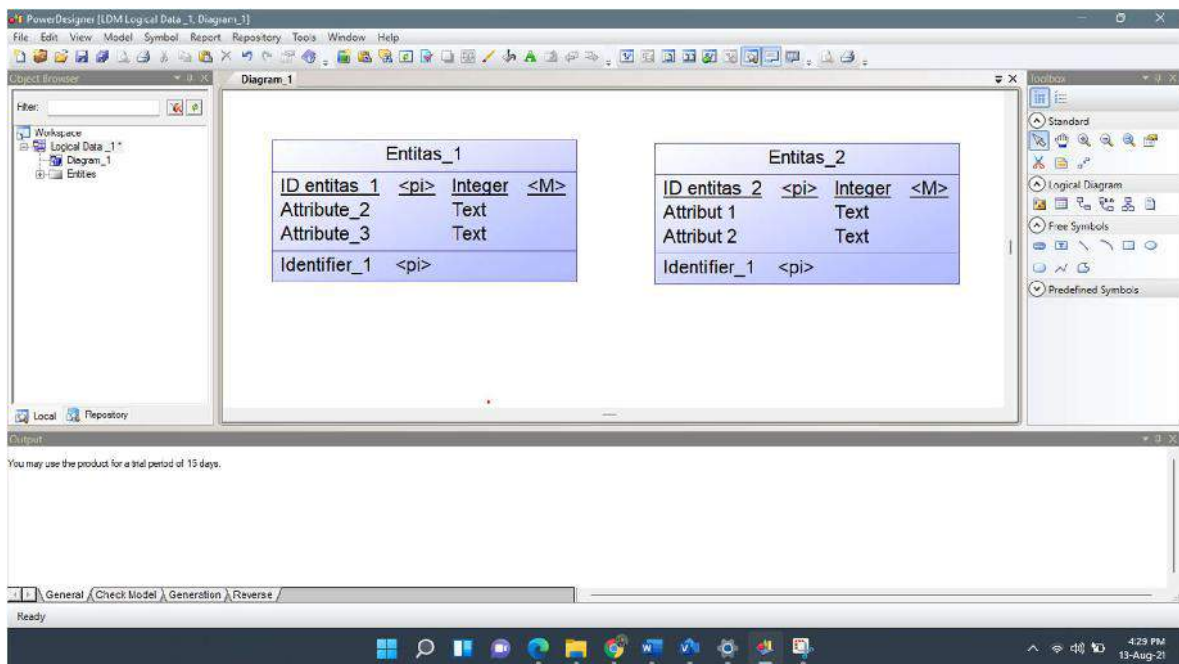 PowerDesigner [LDM Logical Data _1, Diagram_1]
File Edit View Model Symbol Report Repository Tools Window Help
Object Browser
Diagram_1
Toolbox
Filter:
Workspace
Logical Data _1 *
Diagram_1
Entities
Local Repository
Entitas_1
ID entitas_1 <pi> Integer <M>
Attribute_2 Text
Attribute_3 Text
Identifier_1 <pi>
Entitas_2
ID entitas_2 <pi> Integer <M>
Attribut 1 Text
Attribut 2 Text
Identifier_1 <pi>
Standard
Logical Diagram
Free Symbols
Predefined Symbols
Output
You may use the product for a trial period of 15 days.
General Check Model Generation Reverse
Ready
4:29 PM
13-Aug-21